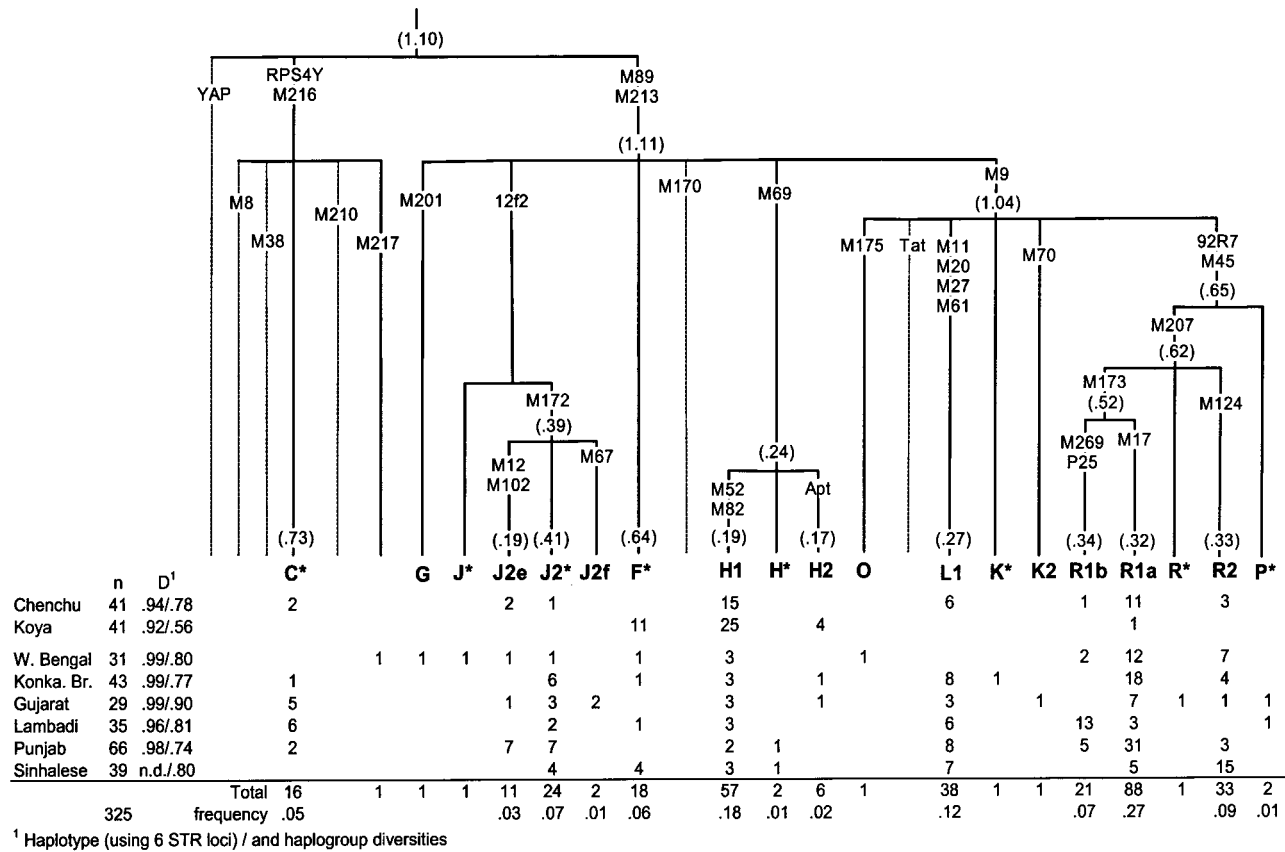 (1.10)
YAP RPS4Y M216 M89 M213
(1.11)
M8 M38 M210 M217 M201 12f2 M170 M69 M9
(1.04)
M175 Tat M11 M20 M27 M61 M70 92R7 M45
(.65)
M207
(.62)
M172 M173 M124
(.39) (.52)
M12 M102 M67 (.24) M269 P25 M17
M52 M82 Apt
(.73) (.19) (.41) (.64) (.19) (.17) (.27) (.34) (.32) (.33)
n D¹ C* G J* J2e J2* J2f F* H1 H* H2 O L1 K* K2 R1b R1a R* R2 P*
Chenchu 41 .94/.78 2 2 1 15 6 1 11 3
Koya 41 .92/.56 11 25 4 1
W. Bengal 31 .99/.80 1 1 1 1 1 1 3 1 2 12 7
Konka. Br. 43 .99/.77 1 6 1 3 1 8 1 18 4
Gujarat 29 .99/.90 5 1 3 2 3 1 3 1 7 1 1 1
Lambadi 35 .96/.81 6 2 1 3 6 13 3 1
Punjab 66 .98/.74 2 7 7 2 1 8 5 31 3
Sinhalese 39 n.d./.80 4 4 3 1 7 5 15
Total 16 1 1 1 11 24 2 18 57 2 6 1 38 1 1 21 88 1 33 2
325 frequency .05 .03 .07 .01 .06 .18 .01 .02 .12 .07 .27 .09 .01
¹ Haplotype (using 6 STR loci) / and haplogroup diversities